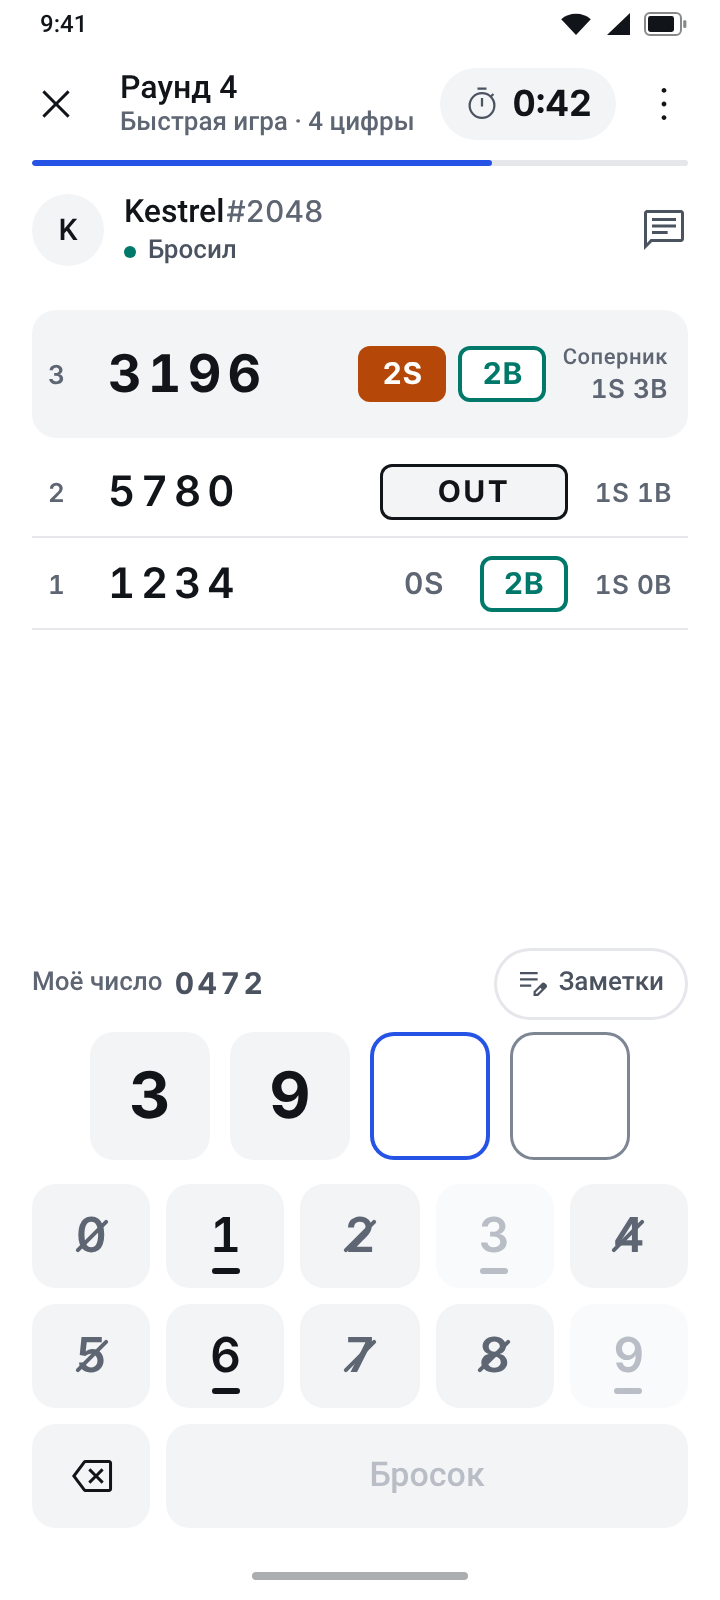 9:41
Раунд 4
Быстрая игра · 4 цифры
0:42
K
Kestrel#2048
Бросил
3 3196 2S 2B Соперник 1S 3B
2 5780 OUT 1S 1B
1 1234 0S 2B 1S 0B
Моё число 0472
Заметки
3 9
0 1 2 3 4
5 6 7 8 9
Бросок